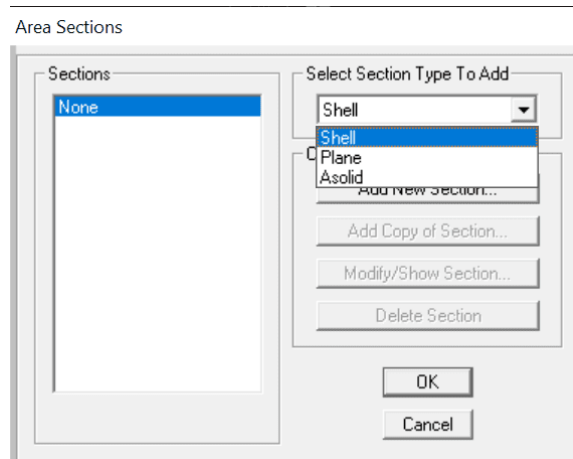 Area Sections
Sections
None
Select Section Type To Add
Shell
Shell
Plane
Asolid
Add New Section...
Add Copy of Section...
Modify/Show Section...
Delete Section
OK
Cancel